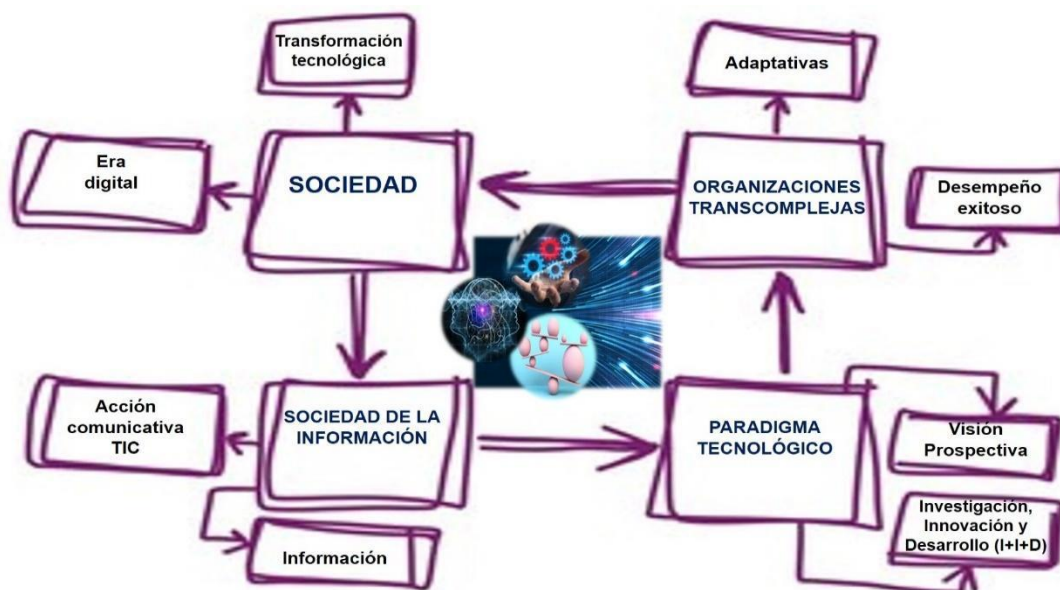 Transformación
tecnológica
Adaptativas
Era
digital
SOCIEDAD
ORGANIZACIONES
TRANSCOMPLEJAS
Desempeño
exitoso
Acción
comunicativa
TIC
SOCIEDAD DE LA
INFORMACIÓN
PARADIGMA
TECNOLÓGICO
Visión
Prospectiva
Información
Investigación,
Innovación y
Desarrollo (I+I+D)